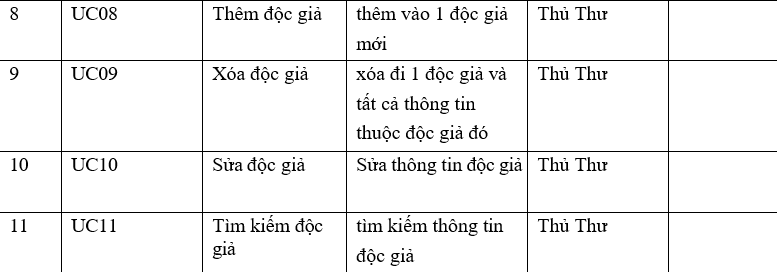 8 UC08 Thêm độc giả thêm vào 1 độc giả Thủ Thư
mới
9 UC09 Xóa độc giả xóa đi 1 độc giả và Thủ Thư
tất cả thông tin
thuộc độc giả đó
10 UC10 Sửa độc giả Sửa thông tin độc giả Thủ Thư
11 UC11 Tìm kiếm độc tìm kiếm thông tin Thủ Thư
giả độc giả